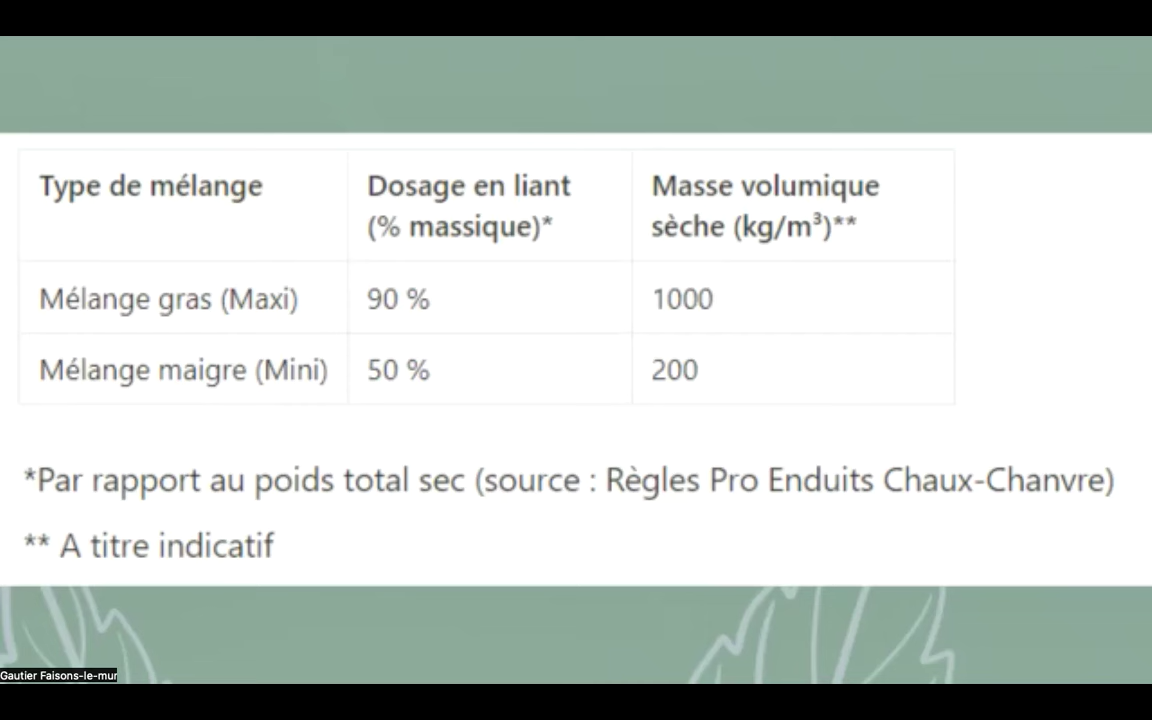 Type de mélange
Dosage en liant
(% massique)*
Masse volumique
sèche (kg/m³)**
Mélange gras (Maxi)
90 %
1000
Mélange maigre (Mini)
50 %
200
*Par rapport au poids total sec (source : Règles Pro Enduits Chaux-Chanvre)
** A titre indicatif
Gautier Faisons-le-mur